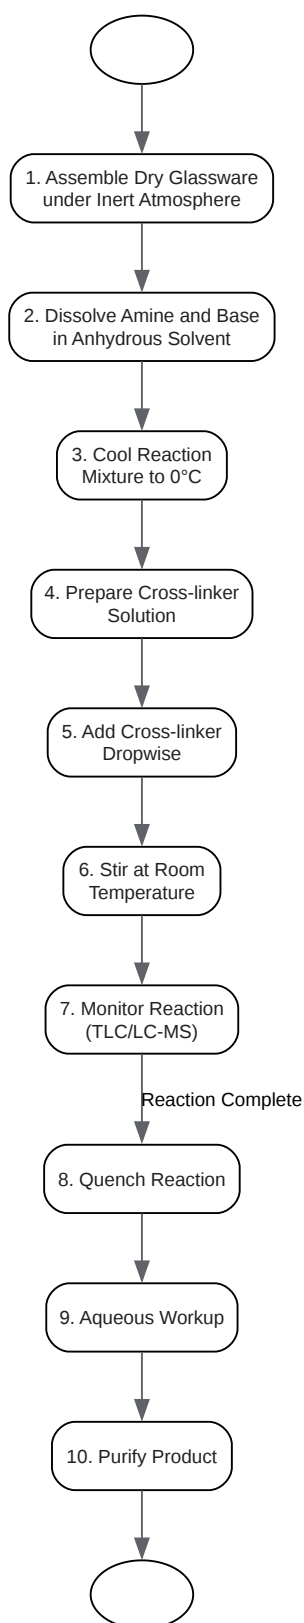 1. Assemble Dry Glassware
under Inert Atmosphere
2. Dissolve Amine and Base
in Anhydrous Solvent
3. Cool Reaction
Mixture to 0°C
4. Prepare Cross-linker
Solution
5. Add Cross-linker
Dropwise
6. Stir at Room
Temperature
7. Monitor Reaction
(TLC/LC-MS)
Reaction Complete
8. Quench Reaction
9. Aqueous Workup
10. Purify Product